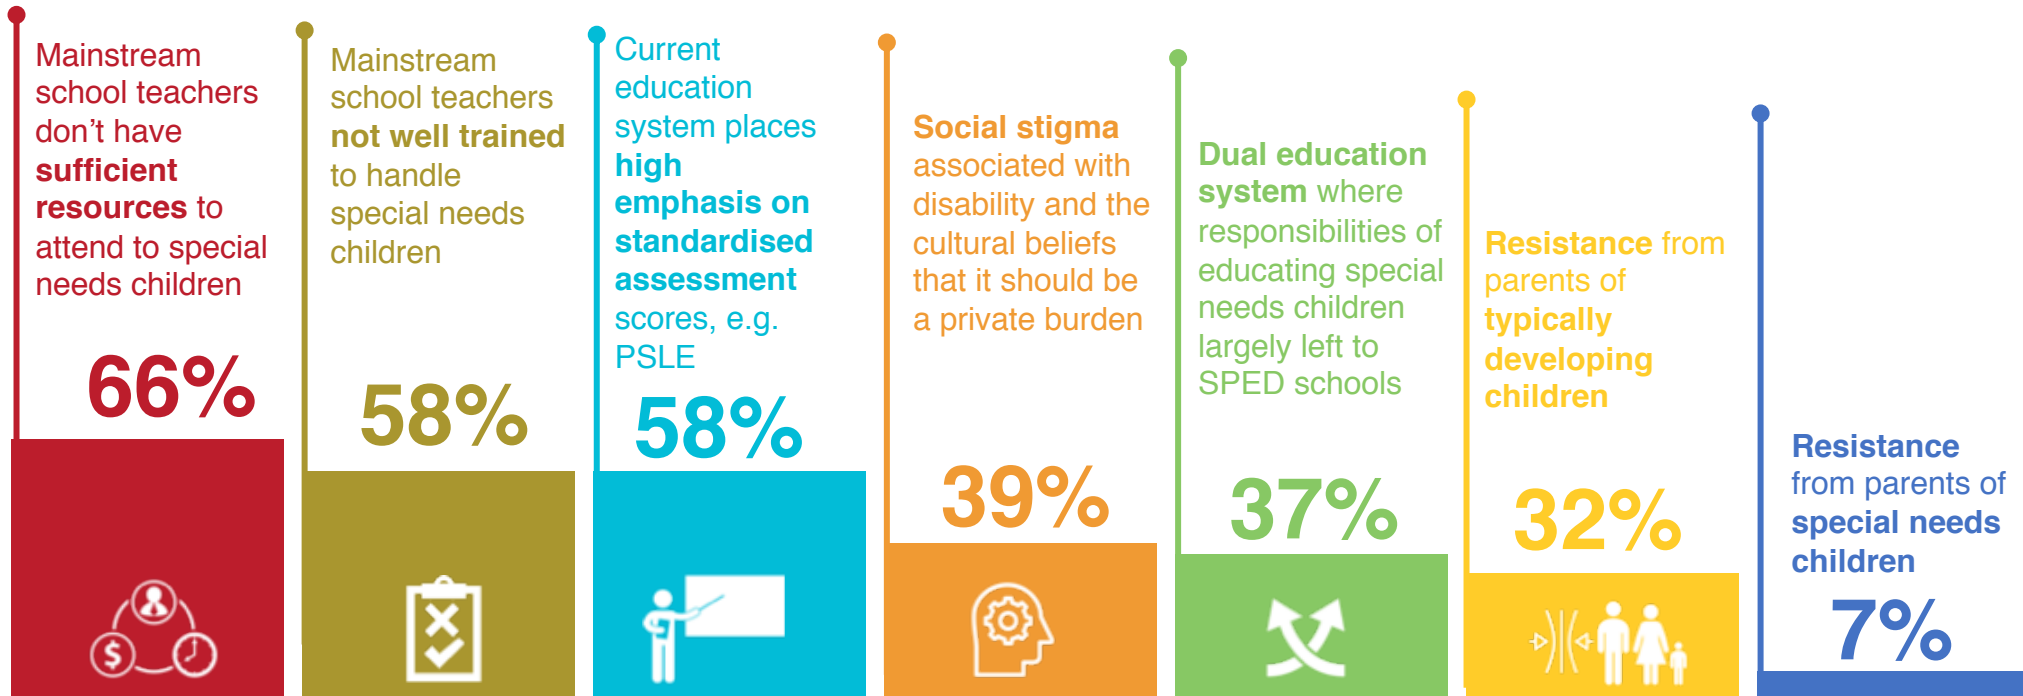 Mainstream
school teachers
don't have
sufficient
resources to
attend to special
needs children
66%
Mainstream
school teachers
not well trained
to handle
special needs
children
58%
Current
education
system places
high
emphasis on
standardised
assessment
scores, e.g.
PSLE
58%
Social stigma
associated with
disability and the
cultural beliefs
that it should be
a private burden
39%
Dual education
system where
responsibilities of
educating special
needs children
largely left to
SPED schools
37%
Resistance from
parents of
typically
developing
children
32%
Resistance
from parents of
special needs
children
7%
$